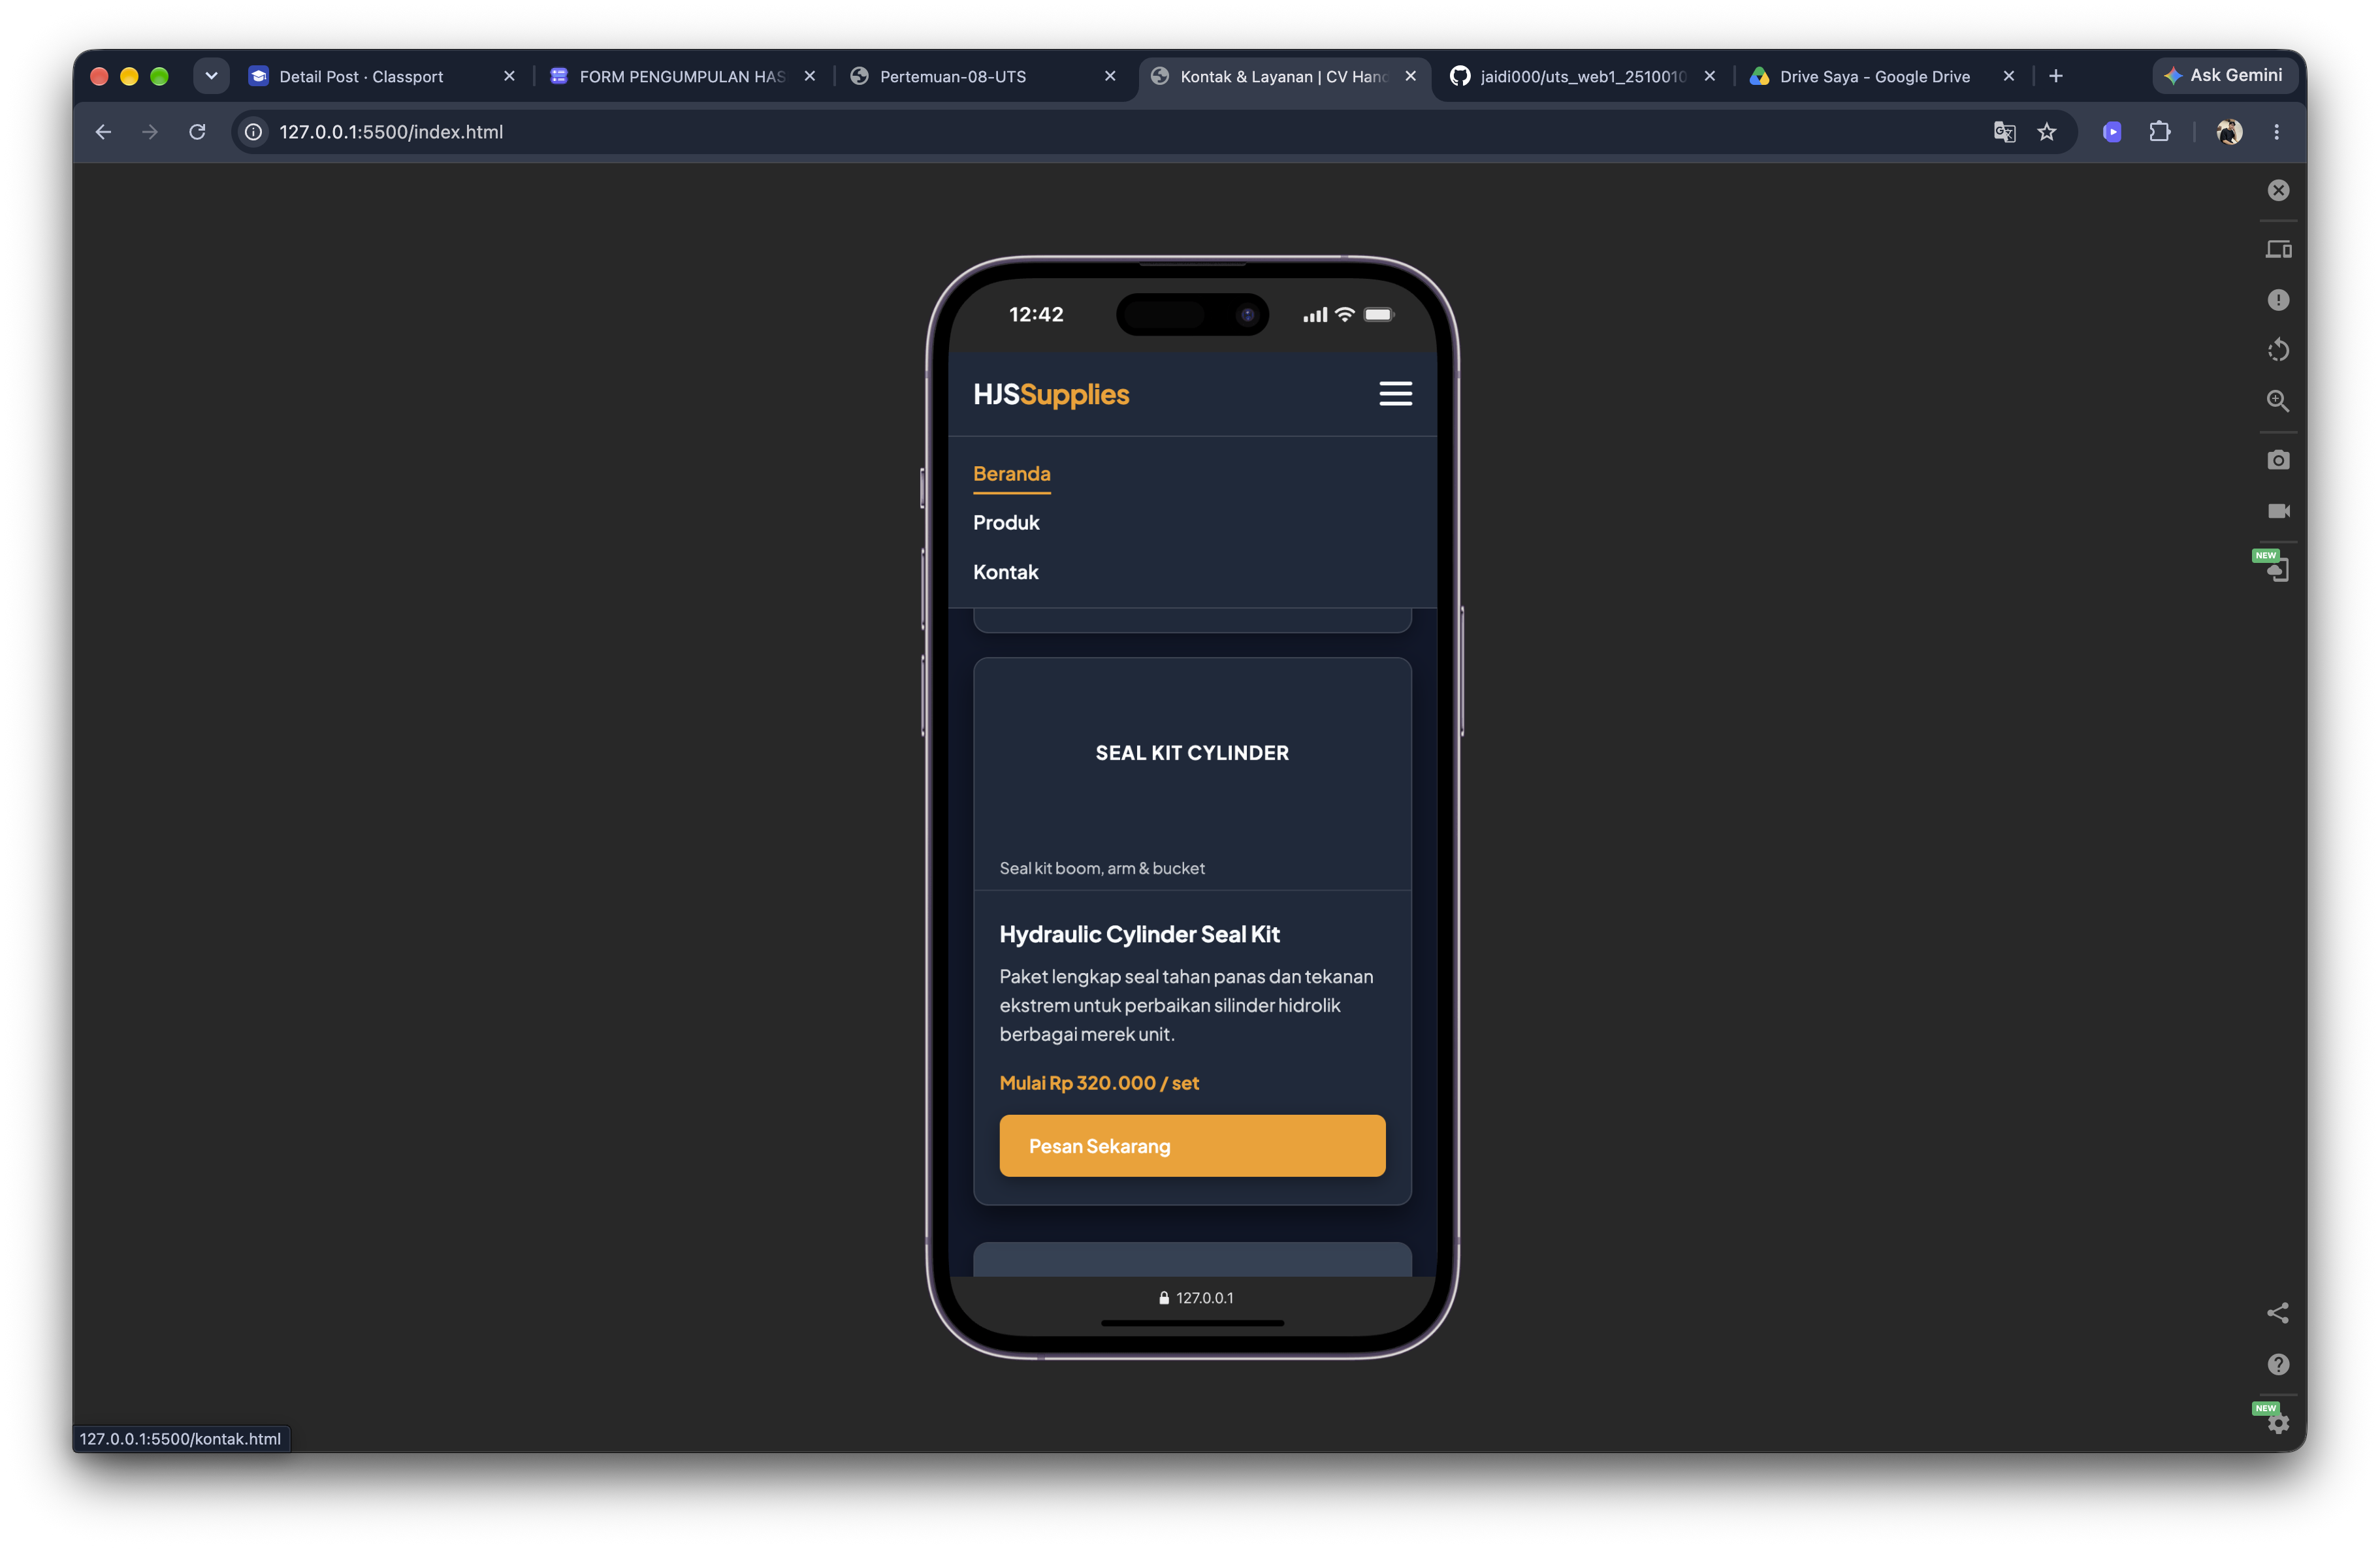 Detail Post · Classport
FORM PENGUMPULAN HAS
Pertemuan-08-UTS
Kontak & Layanan | CV Hand
jaidi000/uts_web1_2510010
Drive Saya - Google Drive
Ask Gemini
127.0.0.1:5500/index.html
12:42
HJSSupplies
Beranda
Produk
Kontak
SEAL KIT CYLINDER
Seal kit boom, arm & bucket
Hydraulic Cylinder Seal Kit
Paket lengkap seal tahan panas dan tekanan
ekstrem untuk perbaikan silinder hidrolik
berbagai merek unit.
Mulai Rp 320.000 / set
Pesan Sekarang
127.0.0.1
NEW
NEW
127.0.0.1:5500/kontak.html